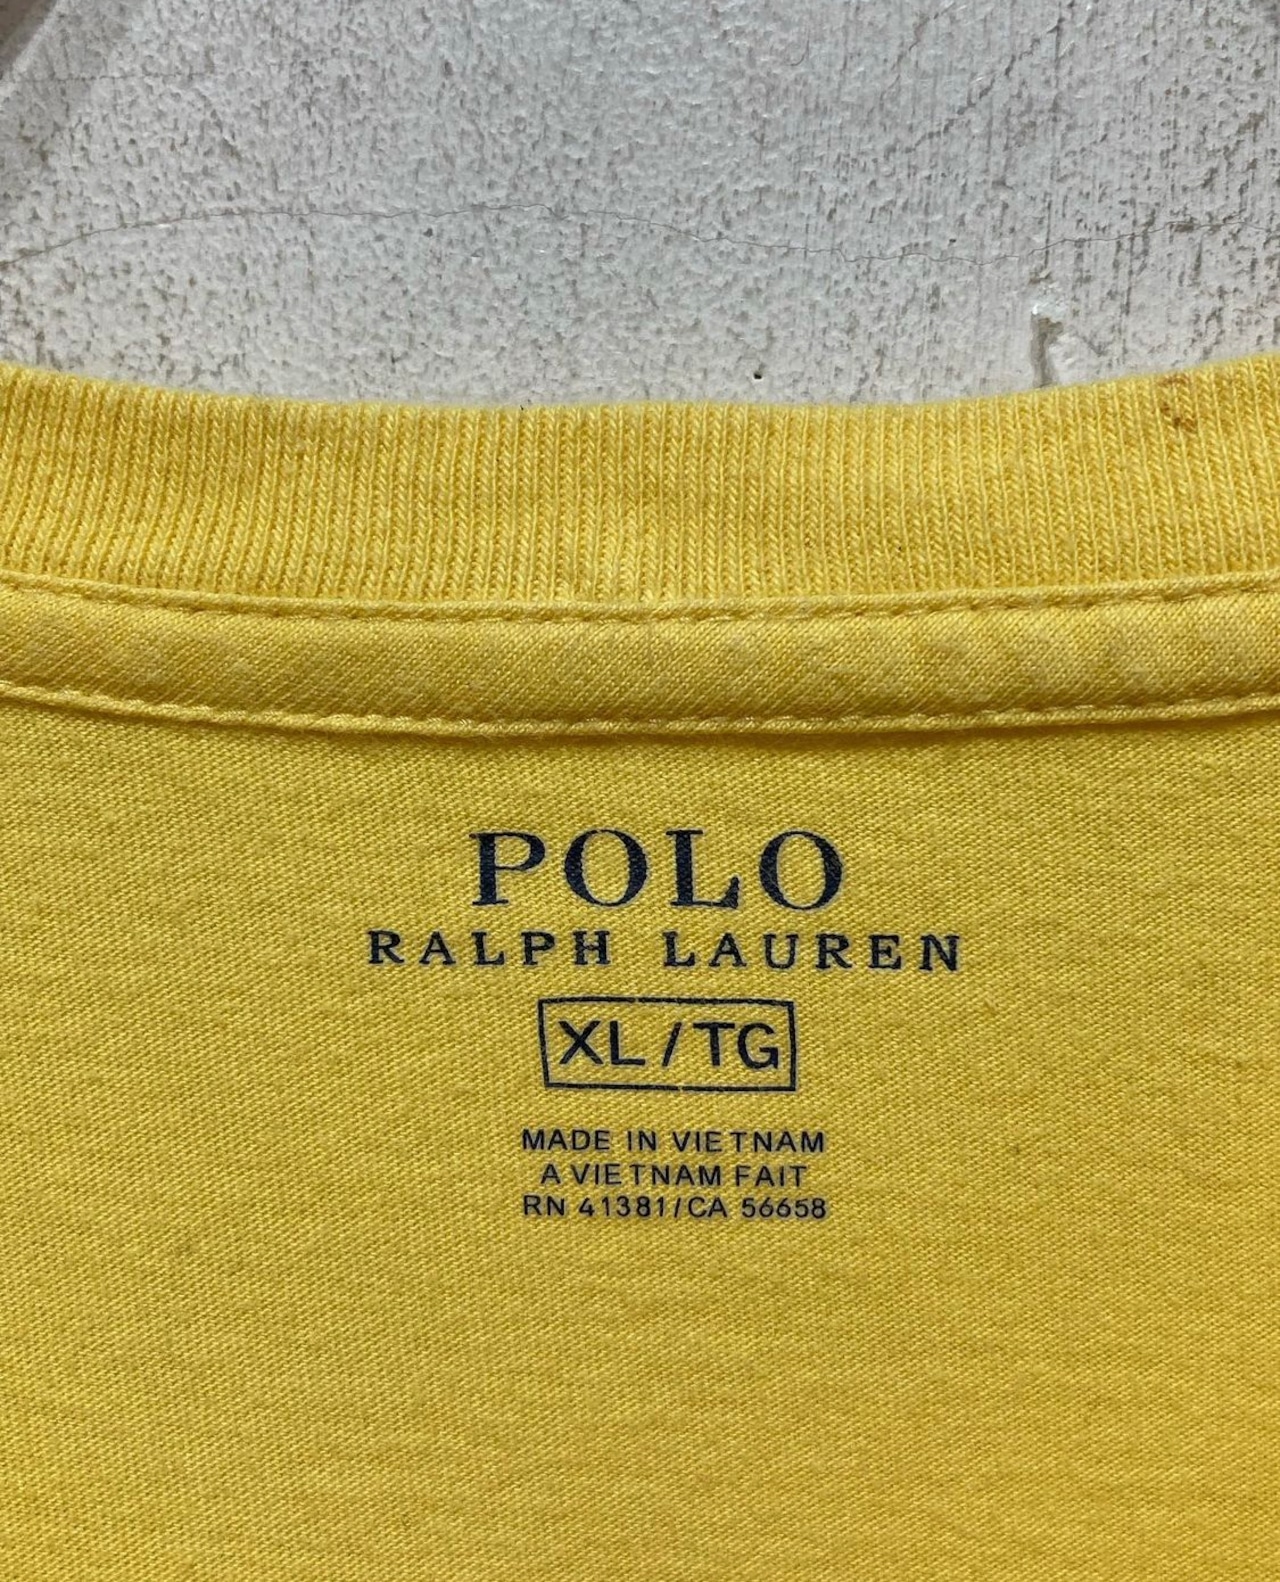 POLO
RALPH LAUREN
XL/TG
MADE IN VIETNAM
A VIETNAM FAIT
RN 41381/CA 56658